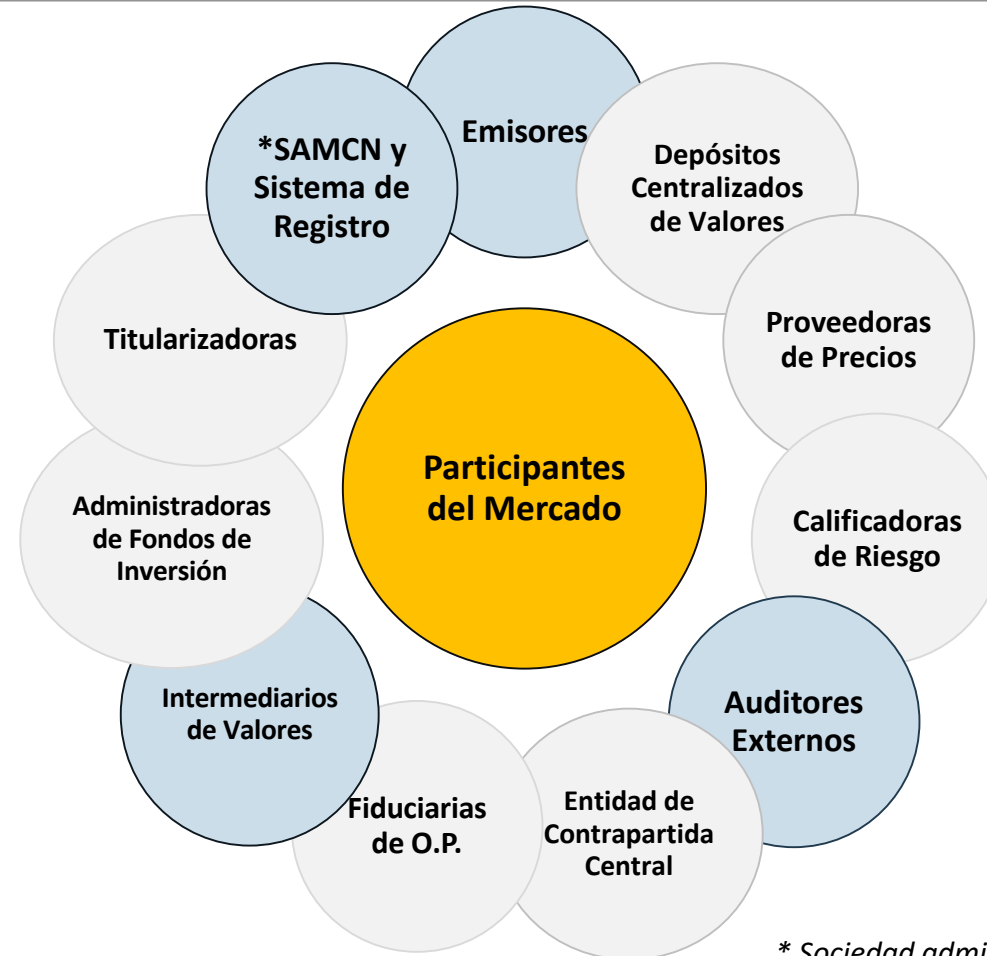 Emisores
*SAMCN y
Sistema de
Registro
Depósitos
Centralizados
de Valores
Proveedoras
de Precios
Titularizadoras
Participantes
del Mercado
Calificadoras
de Riesgo
Administradoras
de Fondos de
Inversión
Intermediarios
de Valores
Auditores
Externos
Fiduciarias
de O.P.
Entidad de
Contrapartida
Central
* Sociedad